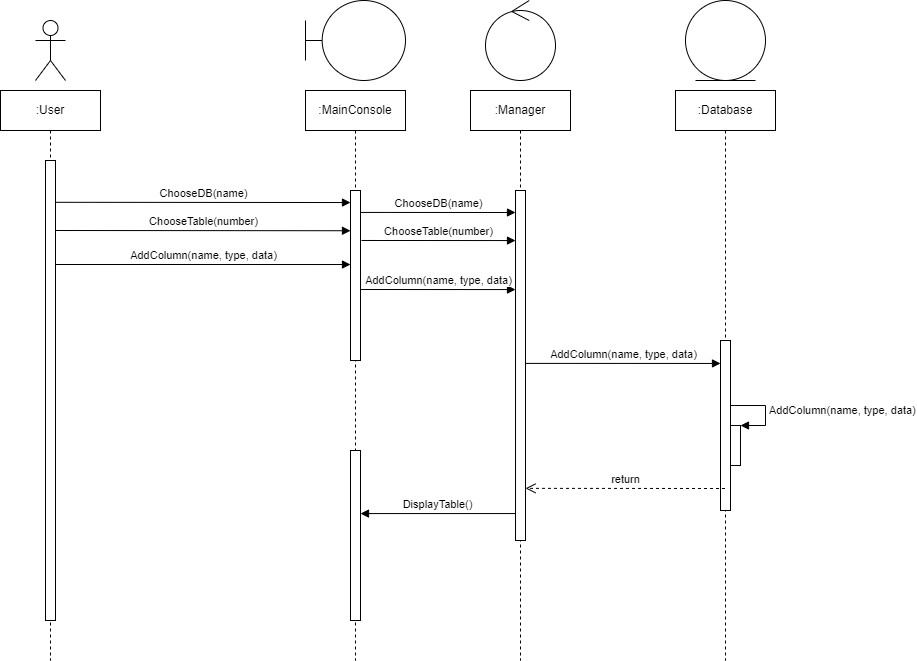 :User
:MainConsole
:Manager
:Database
ChooseDB(name)
ChooseDB(name)
ChooseTable(number)
ChooseTable(number)
AddColumn(name, type, data)
AddColumn(name, type, data)
AddColumn(name, type, data)
AddColumn(name, type, data)
return
DisplayTable()